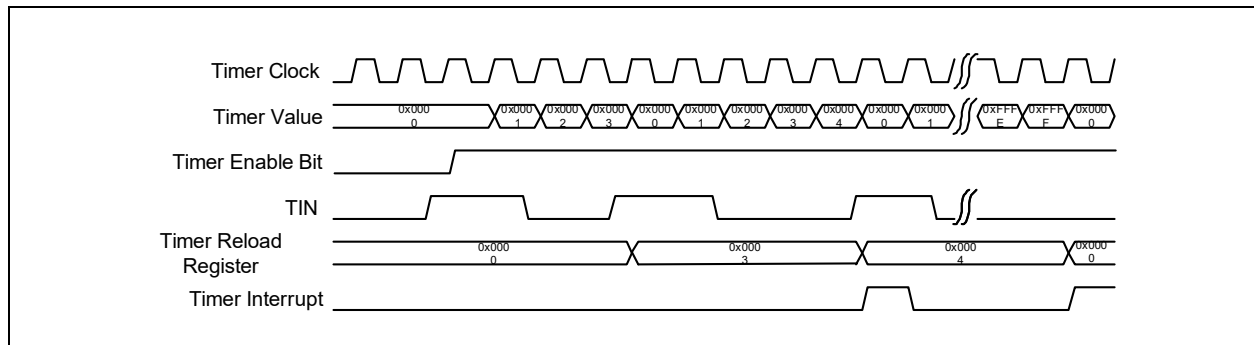 Timer Clock
Timer Value
0x000
0
0x000
1
0x000
2
0x000
3
0x000
0
0x000
1
0x000
2
0x000
3
0x000
4
0x000
0
0x000
1
0xFFF
E
0xFFF
F
0x000
0
Timer Enable Bit
TIN
Timer Reload
Register
0x000
0
0x000
3
0x000
4
0x000
0
Timer Interrupt